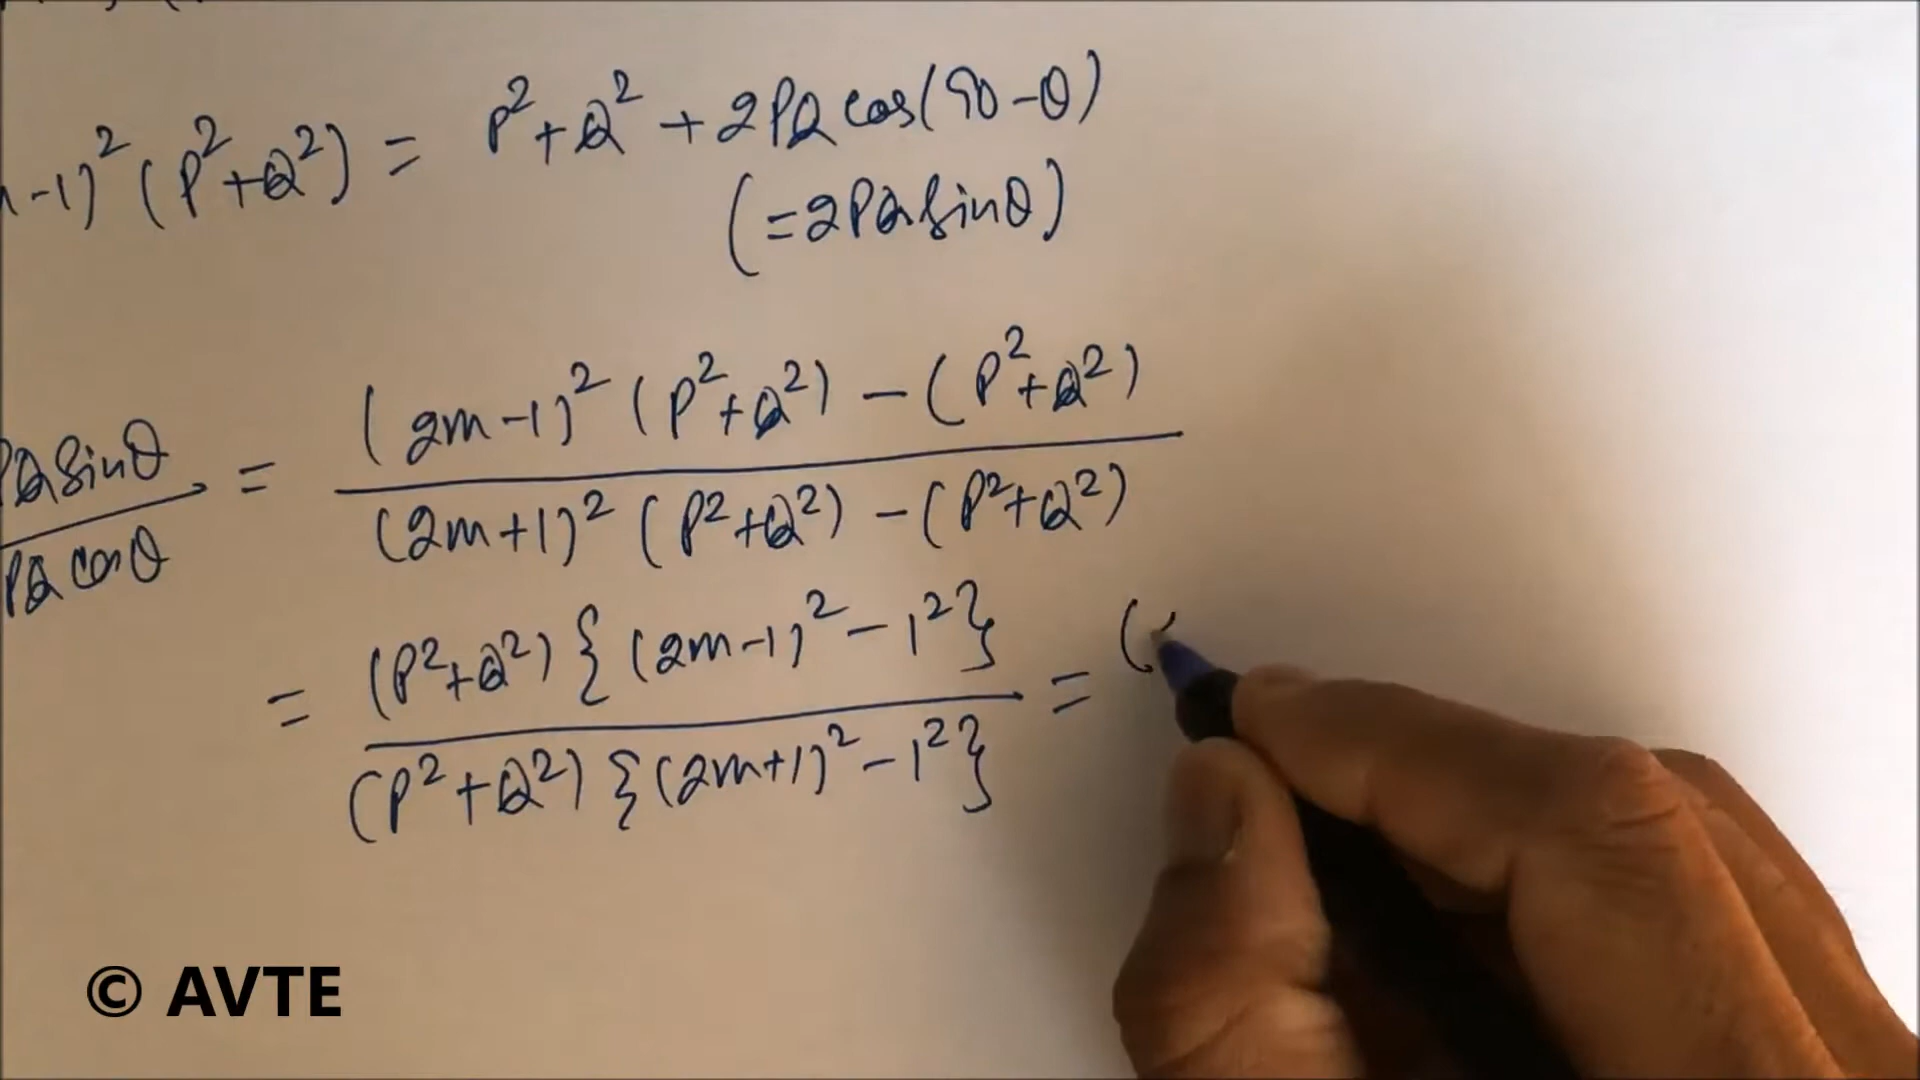 -1)² (P²+Q²) = P²+Q² + 2PQ cos(90-θ)
(=2PQ sinθ)
PQ sinθ / PQ cosθ = (2m-1)² (P²+Q²) - (P²+Q²) / (2m+1)² (P²+Q²) - (P²+Q²)
= (P²+Q²) {(2m-1)² - 1²} / (P²+Q²) {(2m+1)² - 1²} = (
© AVTE